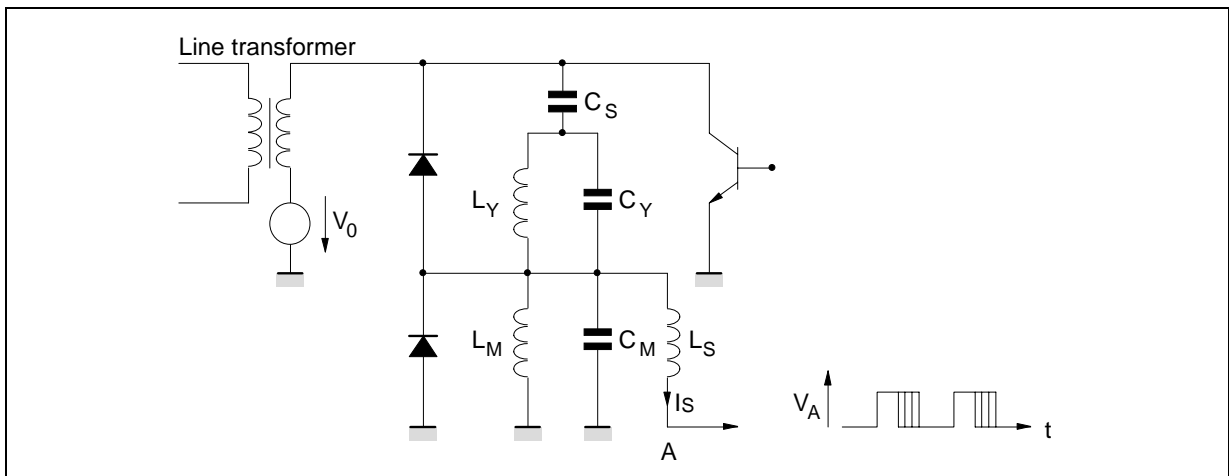 Line transformer
C S
L Y
C Y
V 0
L M
C M
L S
IS
V A
t
A